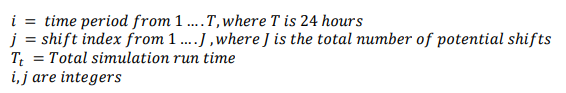 i = time period from 1 ....T, where T is 24 hours
j = shift index from 1 ....J , where J is the total number of potential shifts
Tₜ = Total simulation run time
i, j are integers